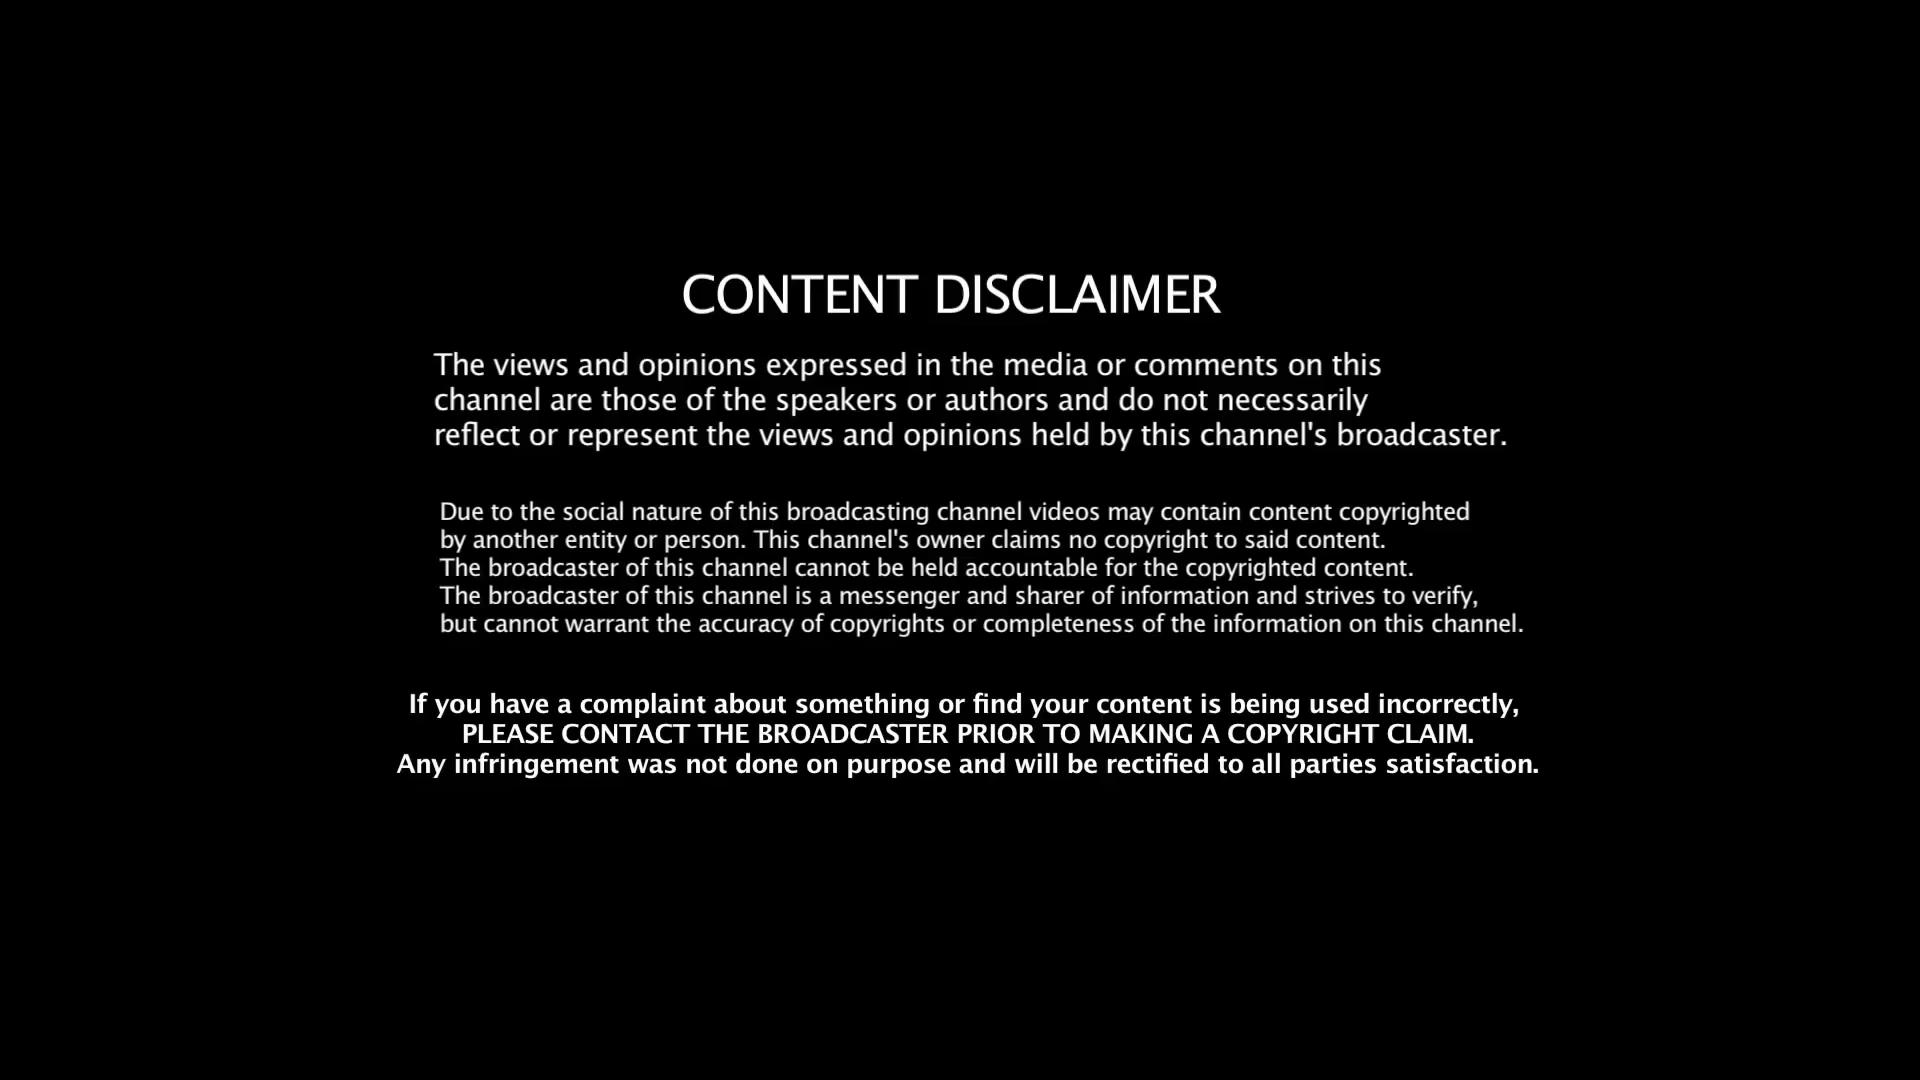 CONTENT DISCLAIMER
The views and opinions expressed in the media or comments on this
channel are those of the speakers or authors and do not necessarily
reflect or represent the views and opinions held by this channel's broadcaster.
Due to the social nature of this broadcasting channel videos may contain content copyrighted
by another entity or person. This channel's owner claims no copyright to said content.
The broadcaster of this channel cannot be held accountable for the copyrighted content.
The broadcaster of this channel is a messenger and sharer of information and strives to verify,
but cannot warrant the accuracy of copyrights or completeness of the information on this channel.
If you have a complaint about something or find your content is being used incorrectly,
PLEASE CONTACT THE BROADCASTER PRIOR TO MAKING A COPYRIGHT CLAIM.
Any infringement was not done on purpose and will be rectified to all parties satisfaction.